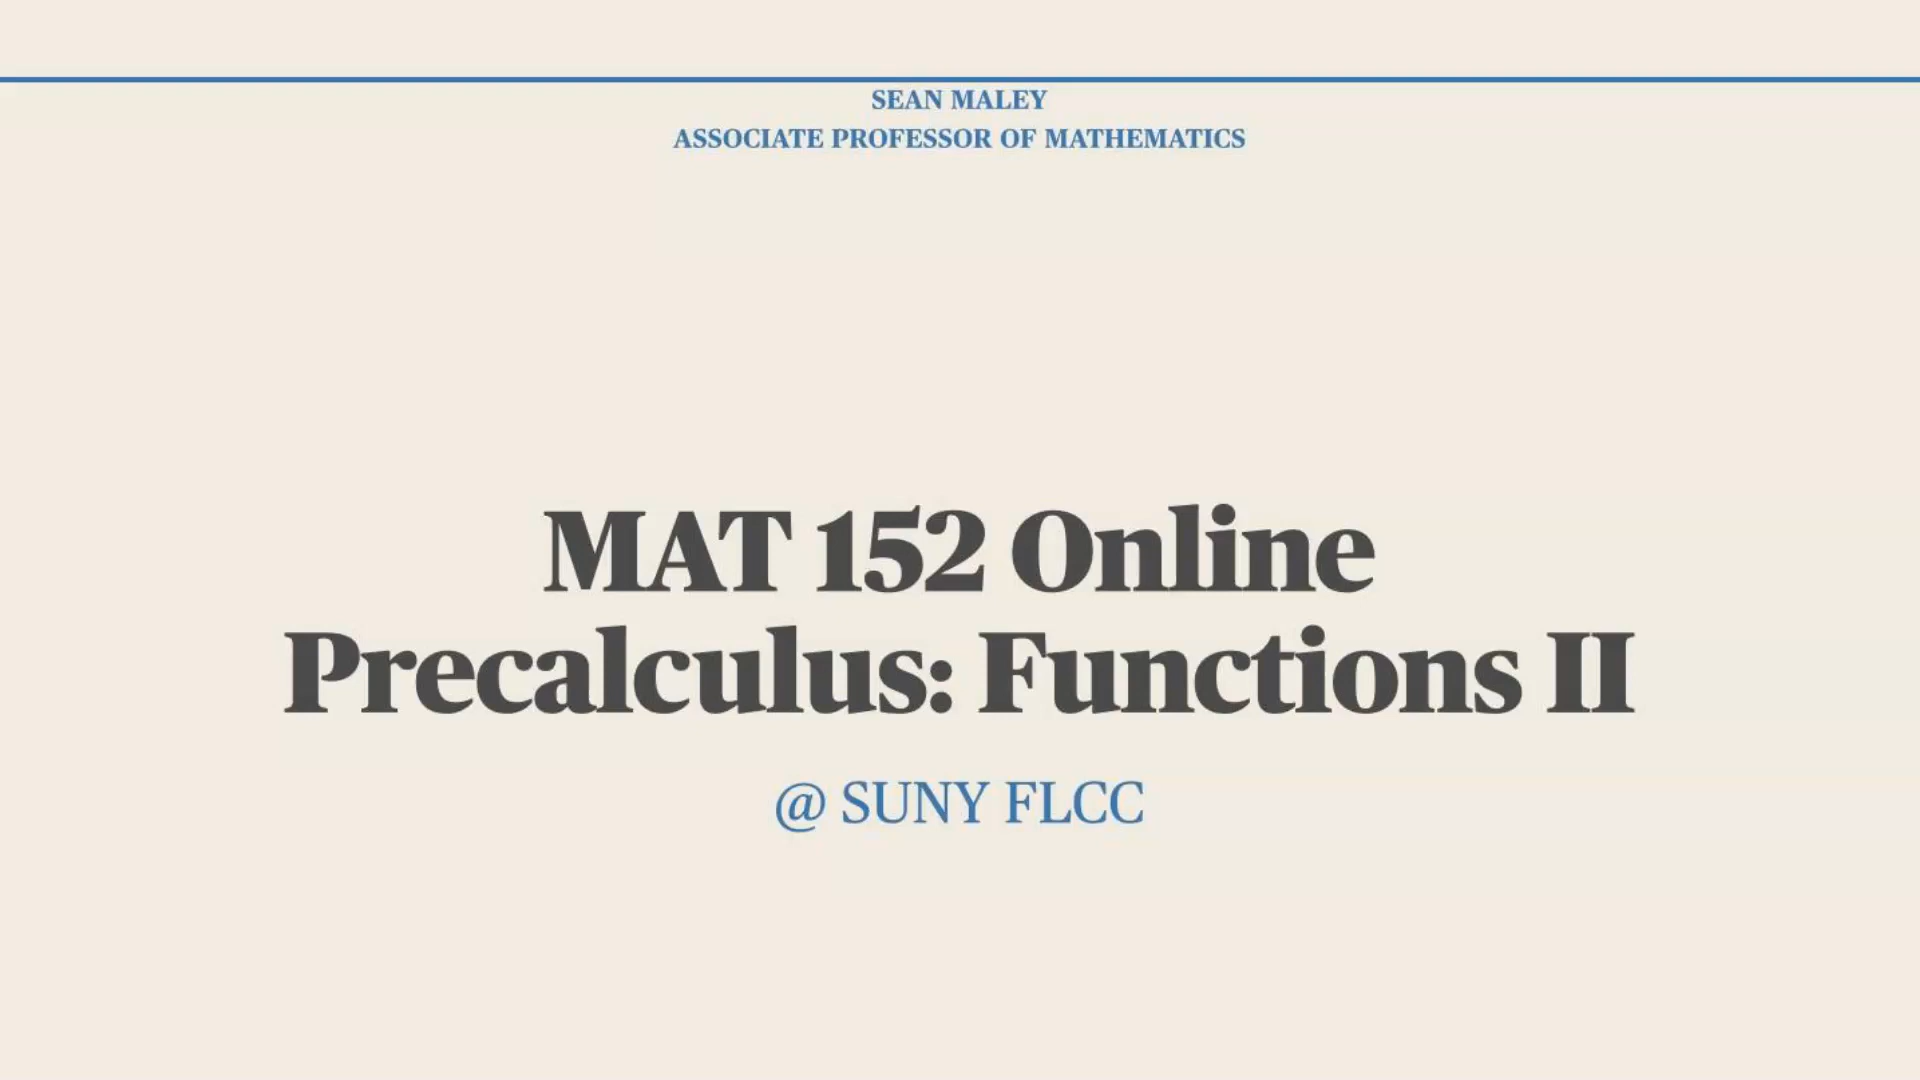 SEAN MALEY
ASSOCIATE PROFESSOR OF MATHEMATICS
MAT 152 Online
Precalculus: Functions II
@ SUNY FLCC